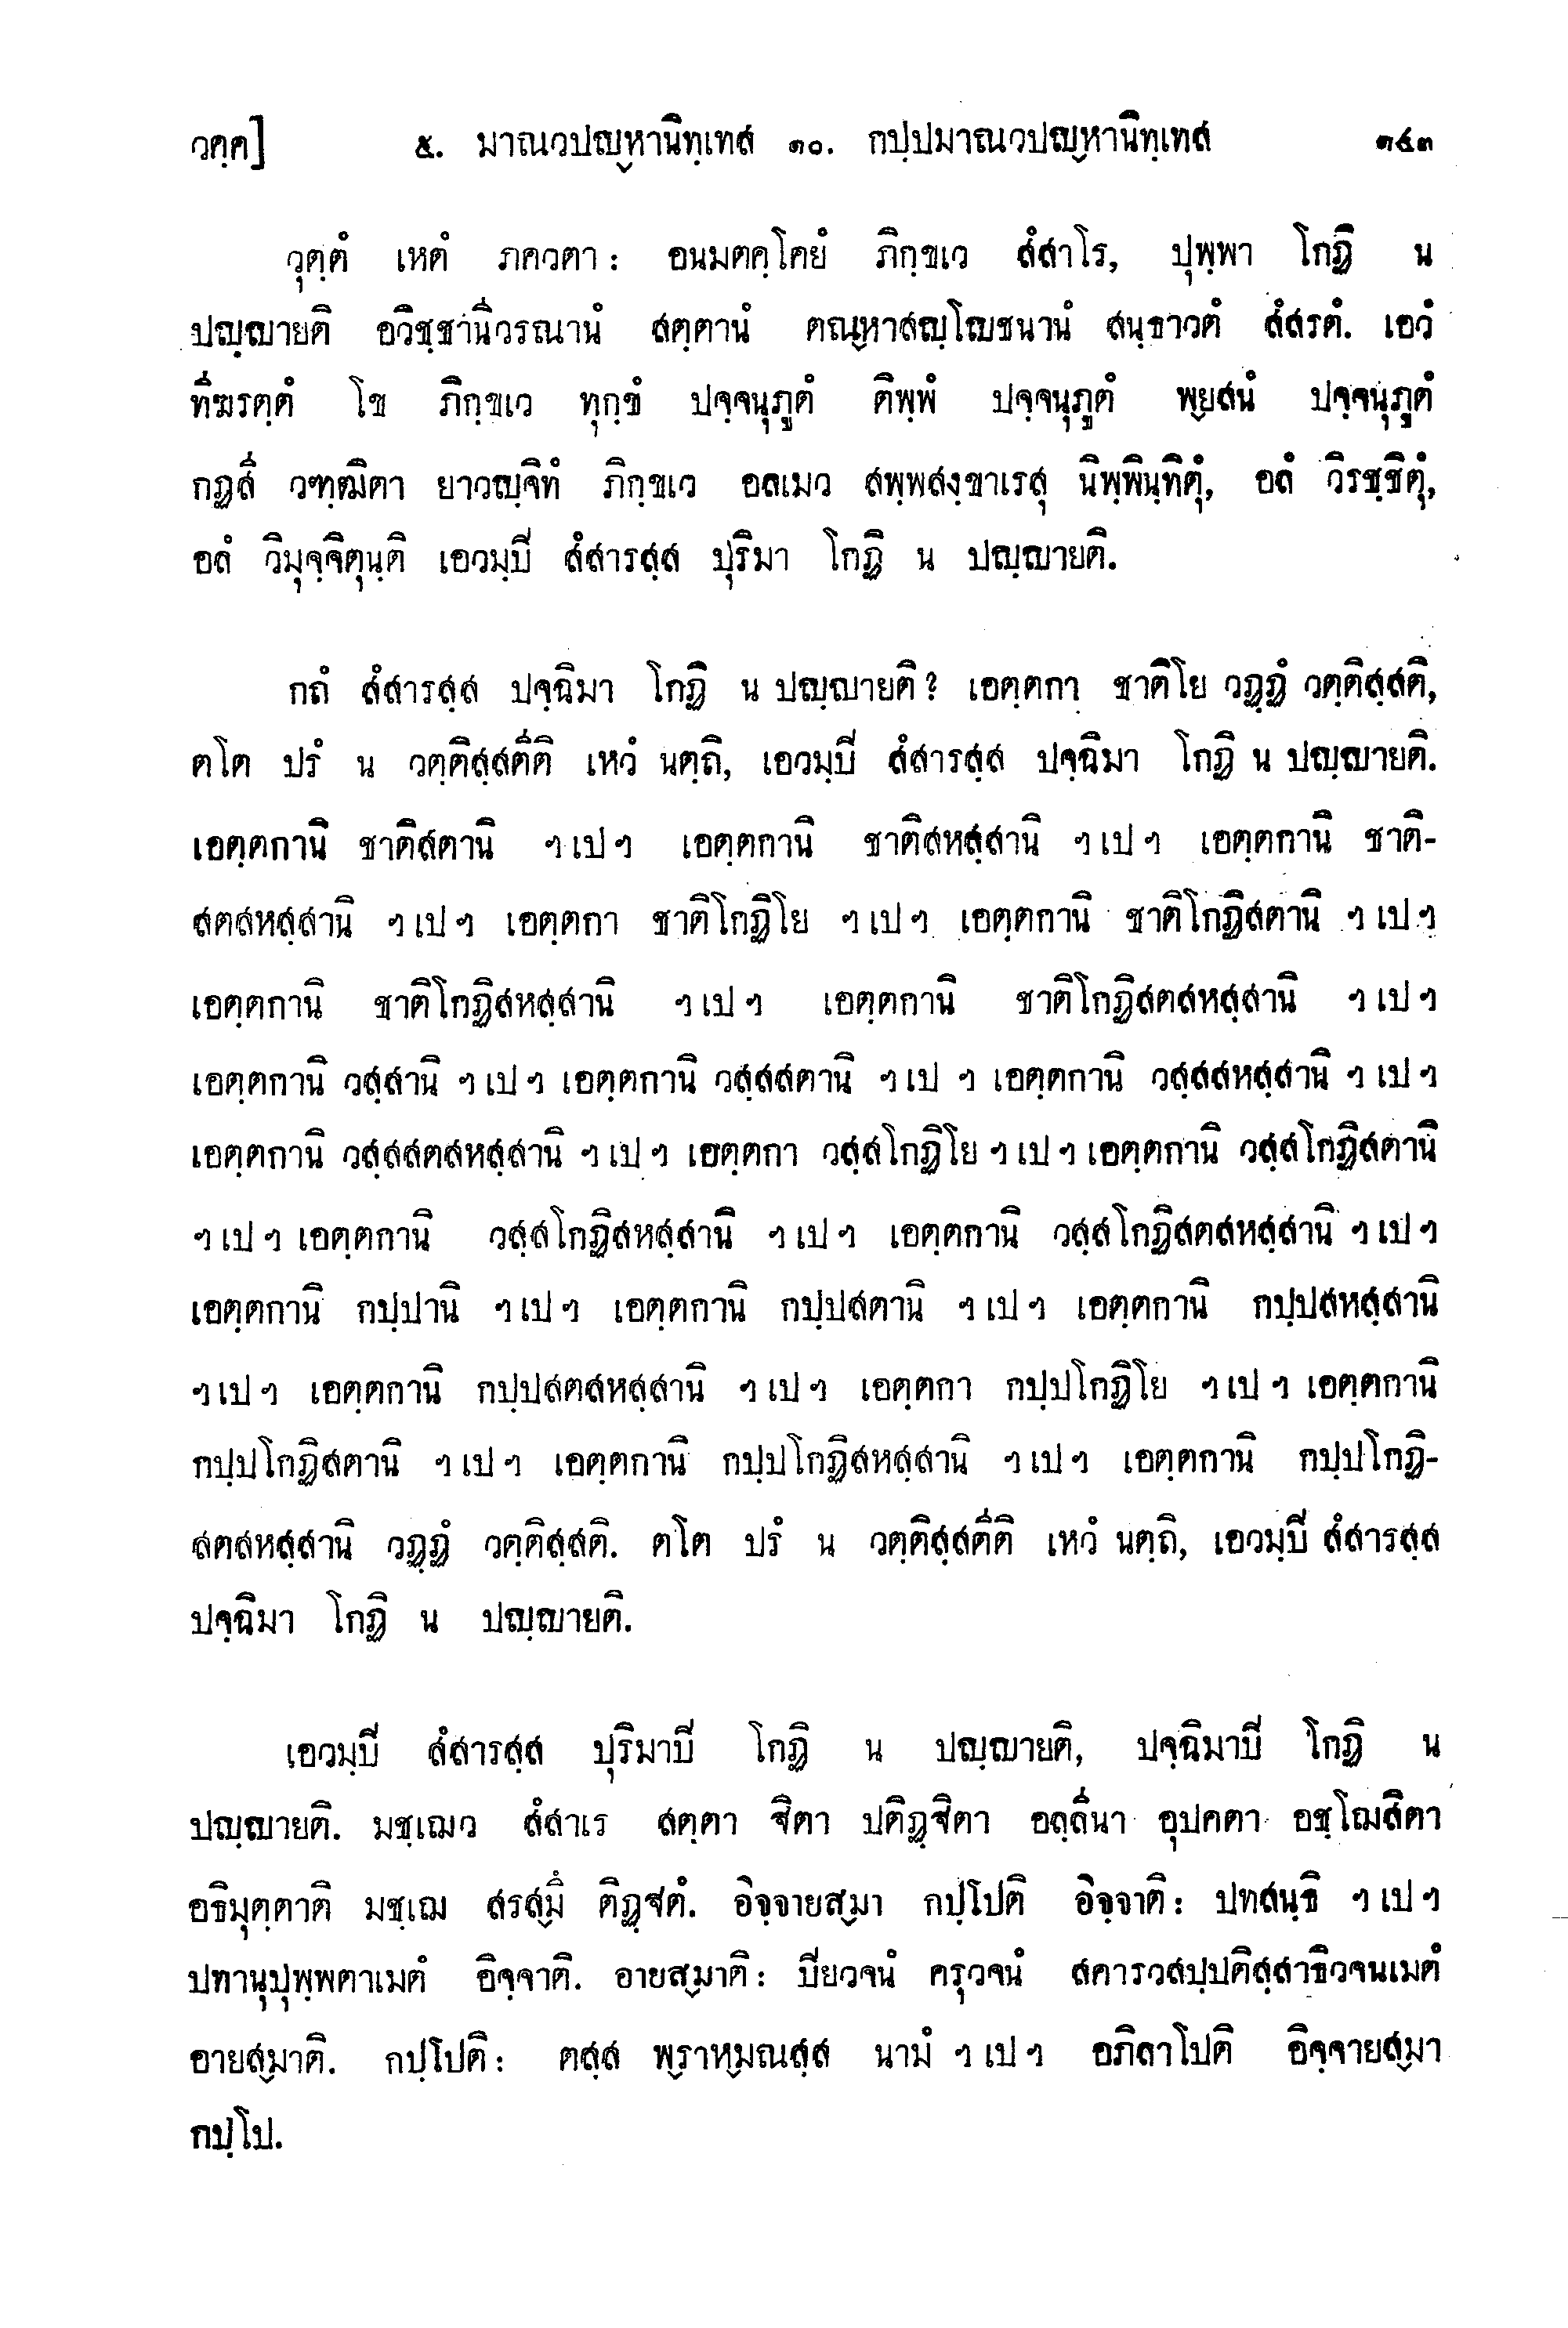 วคฺค]	๕. มาณวปญฺหานิทฺเทส ๑๐. กปฺปมาณวปญฺหานิทฺเทส	๑๔๓
วุตฺตํ เหตํ ภควตา : อนมตคฺโคยํ ภิกฺขเว สํสาโร, ปุพฺพา โกฏิ น
ปญฺญายติ อวิชฺชานีวรณานํ สตฺตานํ ตณฺหาสญฺโญชนานํ สนฺธาวตํ สํสรตํ. เอวํ
ทีฆรตฺตํ โข ภิกฺขเว ทุกฺขํ ปจฺจนุภูตํ ติพฺพํ ปจฺจนุภูตํ พฺยสนํ ปจฺจนุภูตํ
กฏสี วฑฺฒิตา ยาวญฺจิทํ ภิกฺขเว อลเมว สพฺพสงฺขาเรสุ นิพฺพินฺทิตุํ, อลํ วิรชฺชิตุํ,
อลํ วิมุจฺจิตุนฺติ เอวมฺปิ สํสารสฺส ปุริมา โกฏิ น ปญฺญายติ.
กถํ สํสารสฺส ปจฺฉิมา โกฏิ น ปญฺญายติ? เอตฺตกา ชาติโย วฏฺฏํ วตฺติสฺสติ,
ตโต ปรํ น วตฺติสฺสตีติ เหวํ นตฺถิ, เอวมฺปิ สํสารสฺส ปจฺฉิมา โกฏิ น ปญฺญายติ.
เอตฺตกานิ ชาติสตานิ ฯเปฯ เอตฺตกานิ ชาติสหสฺสานิ ฯเปฯ เอตฺตกานิ ชาติ-
สตสหสฺสานิ ฯเปฯ เอตฺตกา ชาติโกฏิโย ฯเปฯ เอตฺตกานิ ชาติโกฏิสตานิ ฯเปฯ
เอตฺตกานิ ชาติโกฏิสหสฺสานิ ฯเปฯ เอตฺตกานิ ชาติโกฏิสตสหสฺสานิ ฯเปฯ
เอตฺตกานิ วสฺสานิ ฯเปฯ เอตฺตกานิ วสฺสสตานิ ฯเปฯ เอตฺตกานิ วสฺสสหสฺสานิ ฯเปฯ
เอตฺตกานิ วสฺสสตสหสฺสานิ ฯเปฯ เอตฺตกา วสฺสโกฏิโย ฯเปฯ เอตฺตกานิ วสฺสโกฏิสตานิ
ฯเปฯ เอตฺตกานิ วสฺสโกฏิสหสฺสานิ ฯเปฯ เอตฺตกานิ วสฺสโกฏิสตสหสฺสานิ ฯเปฯ
เอตฺตกานิ กปฺปานิ ฯเปฯ เอตฺตกานิ กปฺปสตานิ ฯเปฯ เอตฺตกานิ กปฺปสหสฺสานิ
ฯเปฯ เอตฺตกานิ กปฺปสตสหสฺสานิ ฯเปฯ เอตฺตกา กปฺปโกฏิโย ฯเปฯ เอตฺตกานิ
กปฺปโกฏิสตานิ ฯเปฯ เอตฺตกานิ กปฺปโกฏิสหสฺสานิ ฯเปฯ เอตฺตกานิ กปฺปโกฏิ-
สตสหสฺสานิ วฏฺฏํ วตฺติสฺสติ. ตโต ปรํ น วตฺติสฺสตีติ เหวํ นตฺถิ, เอวมฺปิ สํสารสฺส
ปจฺฉิมา โกฏิ น ปญฺญายติ.
เอวมฺปิ สํสารสฺส ปุริมาปิ โกฏิ น ปญฺญายติ, ปจฺฉิมาปิ โกฏิ น
ปญฺญายติ. มชฺเฌว สํสาเร สตฺตา ฐิตา ปติฏฺฐิตา อลฺลีนา อุปคตา อชฺโฌสิตา
อธิมุตฺตาติ มชฺเฌ สรสฺมึ ติฏฺฐตํ. อิจฺจายสฺมา กปฺโปติ อิจฺจาติ : ปทสนฺธิ ฯเปฯ
ปทานุปุพฺพตาเมตํ อิจฺจาติ. อายสฺมาติ : ปิยวจนํ ครุวจนํ สคารวสปฺปติสฺสาธิวจนเมตํ
อายสฺมาติ. กปฺโปติ : ตสฺส พฺราหฺมณสฺส นามํ ฯเปฯ อภิลาโปติ อิจฺจายสฺมา
กปฺโป.